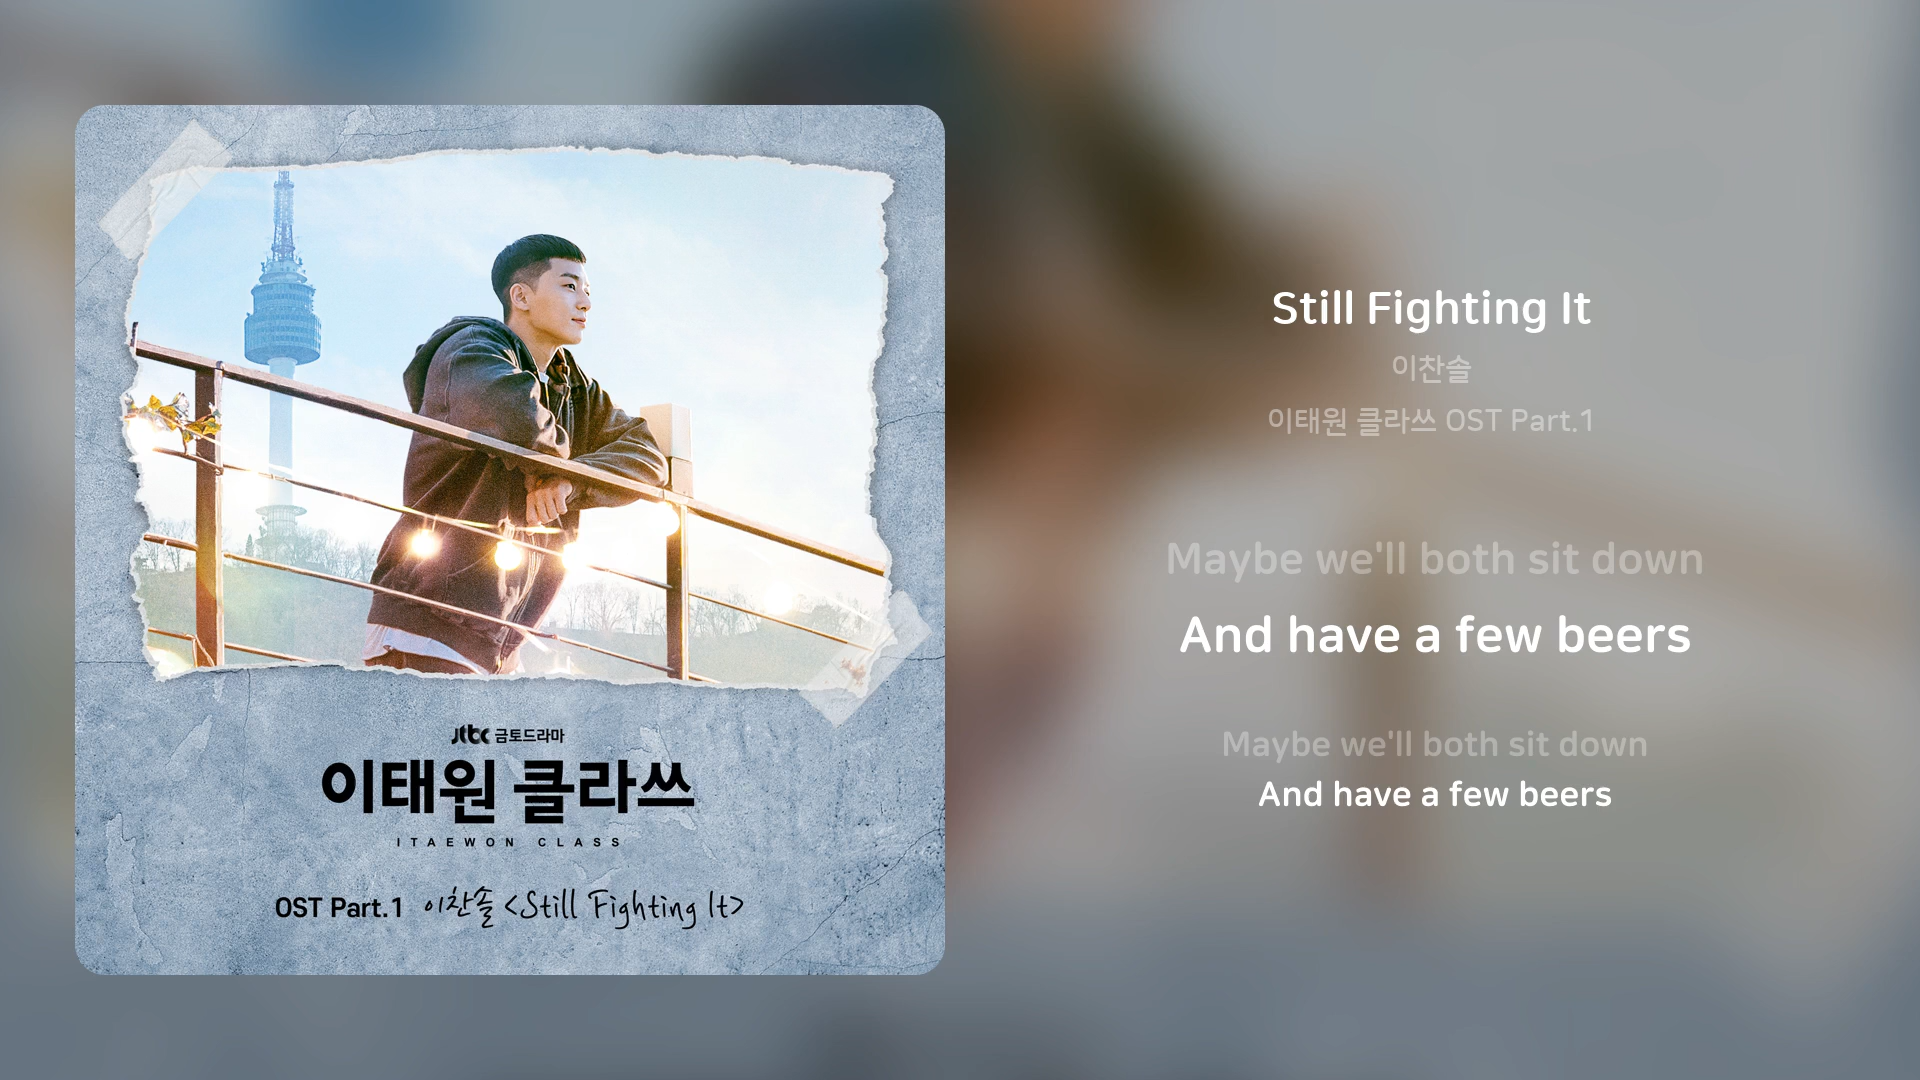 jtbc 금토드라마
이태원 클라쓰
ITAEWON CLASS
OST Part.1 이찬솔 <Still Fighting It>
Still Fighting It
이찬솔
이태원 클라쓰 OST Part.1
Maybe we'll both sit down
And have a few beers
Maybe we'll both sit down
And have a few beers